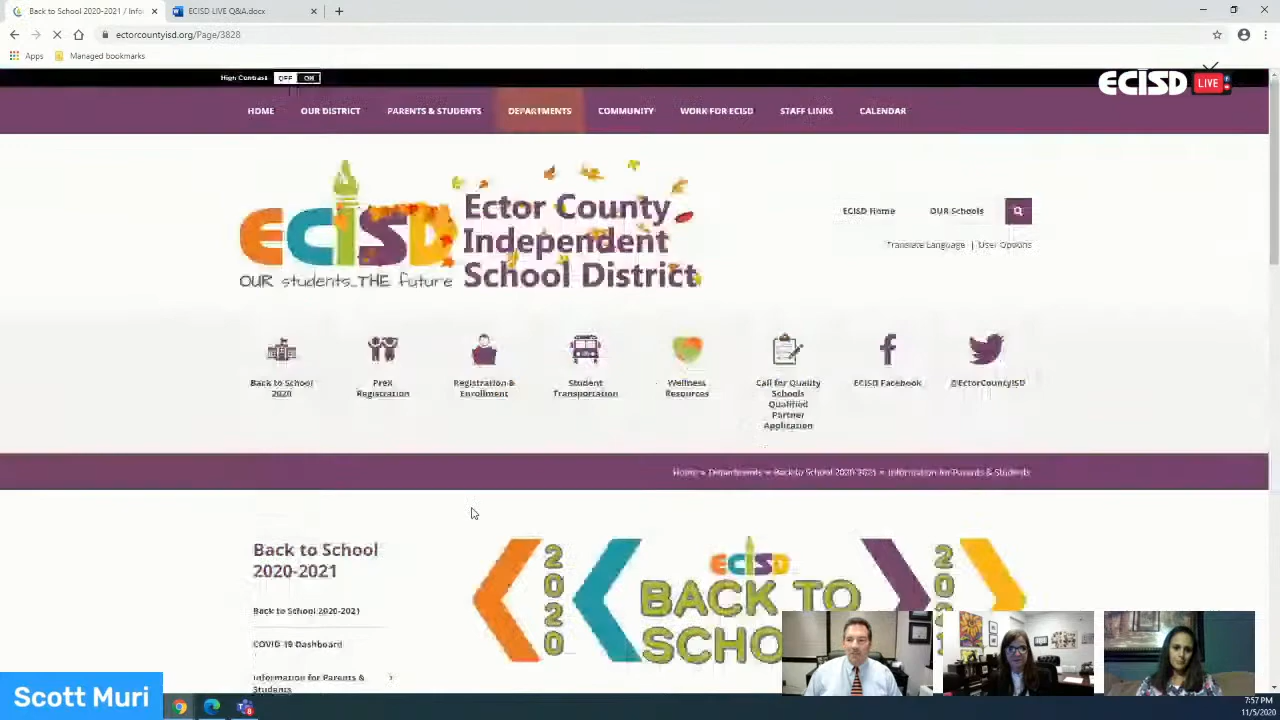 Back to School 2020-2021 / Info
ECISD LIVE Q&A.docx
ectorcountyisd.org/Page/3828
Apps
Managed bookmarks
High Contrast OFF ON
ECISD LIVE
HOME OUR DISTRICT PARENTS & STUDENTS DEPARTMENTS COMMUNITY WORK FOR ECISD STAFF LINKS CALENDAR
ECISD
OUR students...THE future
Ector County
Independent
School District
ECISD Home OUR Schools
Translate Language | User Options
Back to School
2020
PreK
Registration
Registration &
Enrollment
Student
Transportation
Wellness
Resources
Call for Quality
Schools
Qualified
Partner
Application
ECISD Facebook
@EctorCountyISD
Home » Departments » Back to School 2020-2021 » Information for Parents & Students
Back to School
2020-2021
Back to School 2020-2021
COVID-19 Dashboard
Information for Parents &
Students
2020
ECISD
BACK TO
SCHO
202
Scott Muri
7:57 PM
11/5/2020